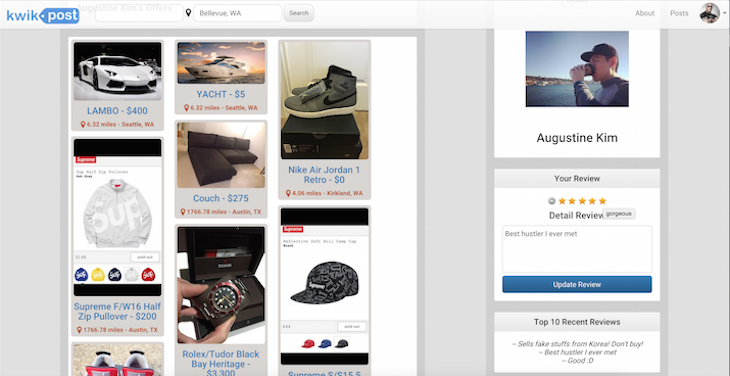 kwik post
Augustine Kim's Offers
Bellevue, WA
Search
About
Posts
LAMBO - $400
6.32 miles - Seattle, WA
Supreme
Sup Half Zip Pullover
$148
sold out
Supreme F/W16 Half
Zip Pullover - $200
1766.78 miles - Austin, TX
YACHT - $5
6.32 miles - Seattle, WA
Couch - $275
1766.78 miles - Austin, TX
Rolex/Tudor Black
Bay Heritage -
$3,300
Nike Air Jordan 1
Retro - $0
4.06 miles - Kirkland, WA
Supreme
Reflective Soft Bill Camp Cap
Black
$44
sold out
Supreme S/S15 5
Augustine Kim
Your Review
Detail Review
gorgeous
Best hustler I ever met
Update Review
Top 10 Recent Reviews
-- Sells fake stuffs from Korea! Don't buy!
-- Best hustler I ever met
-- Good :D